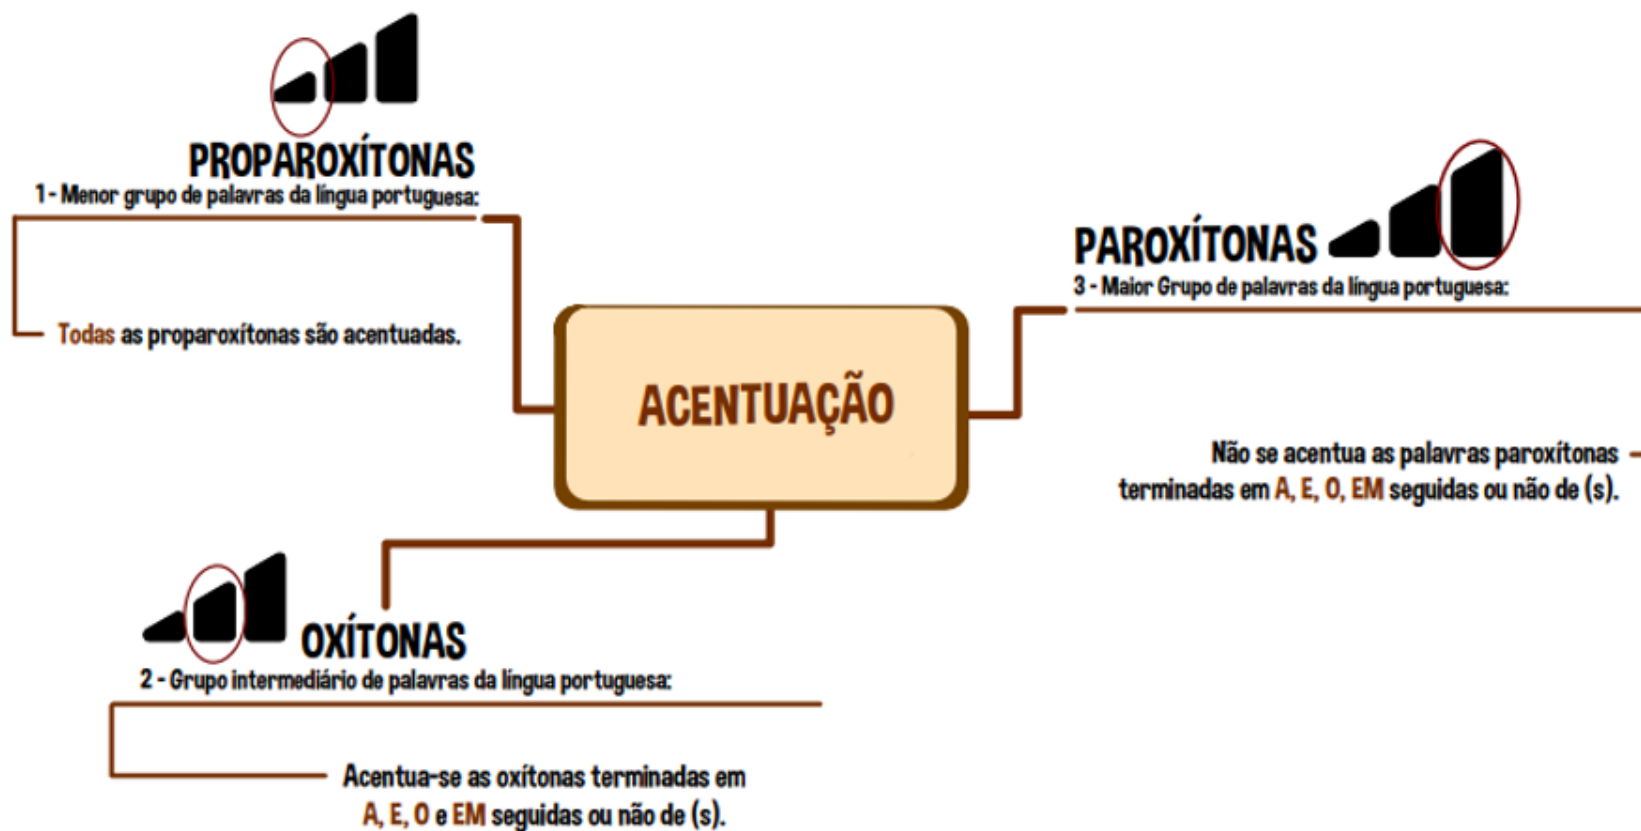 PROPAROXÍTONAS
1 - Menor grupo de palavras da língua portuguesa:
Todas as proparoxítonas são acentuadas.
PAROXÍTONAS
3 - Maior Grupo de palavras da língua portuguesa:
Não se acentua as palavras paroxítonas
terminadas em A, E, O, EM seguidas ou não de (s).
ACENTUAÇÃO
OXÍTONAS
2 - Grupo intermediário de palavras da língua portuguesa:
Acentua-se as oxítonas terminadas em
A, E, O e EM seguidas ou não de (s).